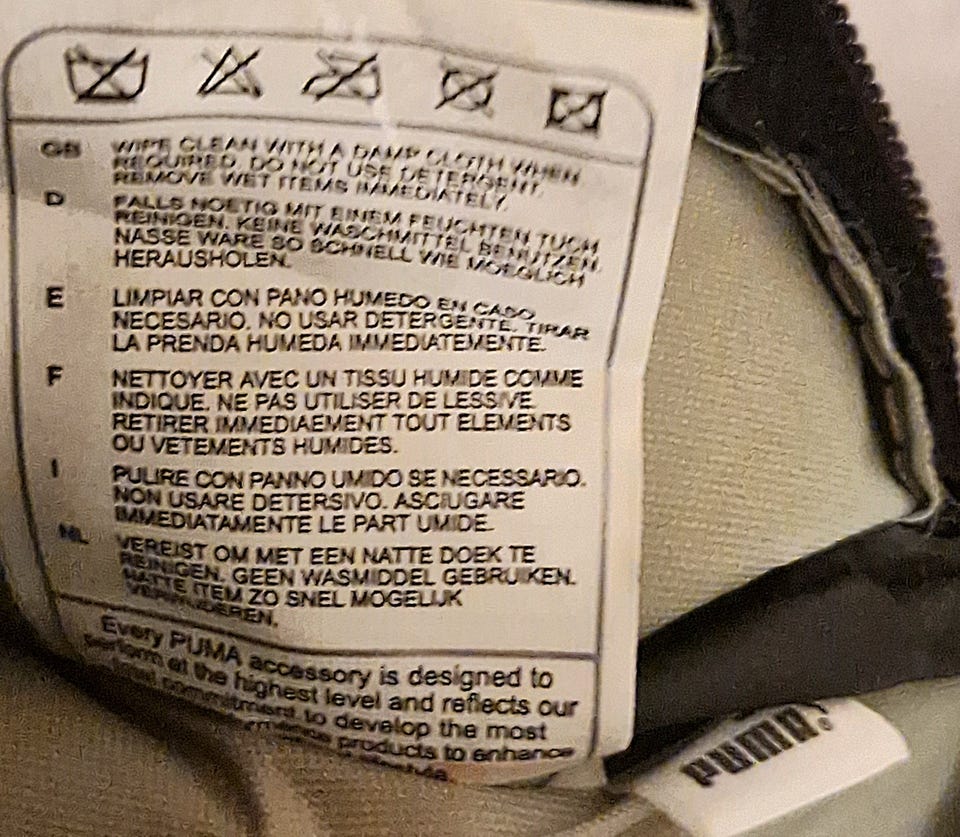 GB WIPE CLEAN WITH A DAMP CLOTH WHEN
REQUIRED. DO NOT USE DETERGENT.
REMOVE WET ITEMS IMMEDIATELY.
D FALLS NOETIG MIT EINEM FEUCHTEN TUCH
REINIGEN. KEINE WASCHMITTEL BENUTZEN.
NASSE WARE SO SCHNELL WIE MOEGLICH
HERAUSHOLEN.
E LIMPIAR CON PANO HUMEDO EN CASO
NECESARIO. NO USAR DETERGENTE. TIRAR
LA PRENDA HUMEDA IMMEDIATEMENTE.
F NETTOYER AVEC UN TISSU HUMIDE COMME
INDIQUE. NE PAS UTILISER DE LESSIVE.
RETIRER IMMEDIAEMENT TOUT ELEMENTS
OU VETEMENTS HUMIDES.
I PULIRE CON PANNO UMIDO SE NECESSARIO.
NON USARE DETERSIVO. ASCIUGARE
IMMEDIATAMENTE LE PART UMIDE.
NL VEREIST OM MET EEN NATTE DOEK TE
REINIGEN. GEEN WASMIDDEL GEBRUIKEN.
NATTE ITEM ZO SNEL MOGELIJK
VERWIJDEREN.
Every PUMA accessory is designed to
perform at the highest level and reflects our
commitment to develop the most
products to enhance
PUMA